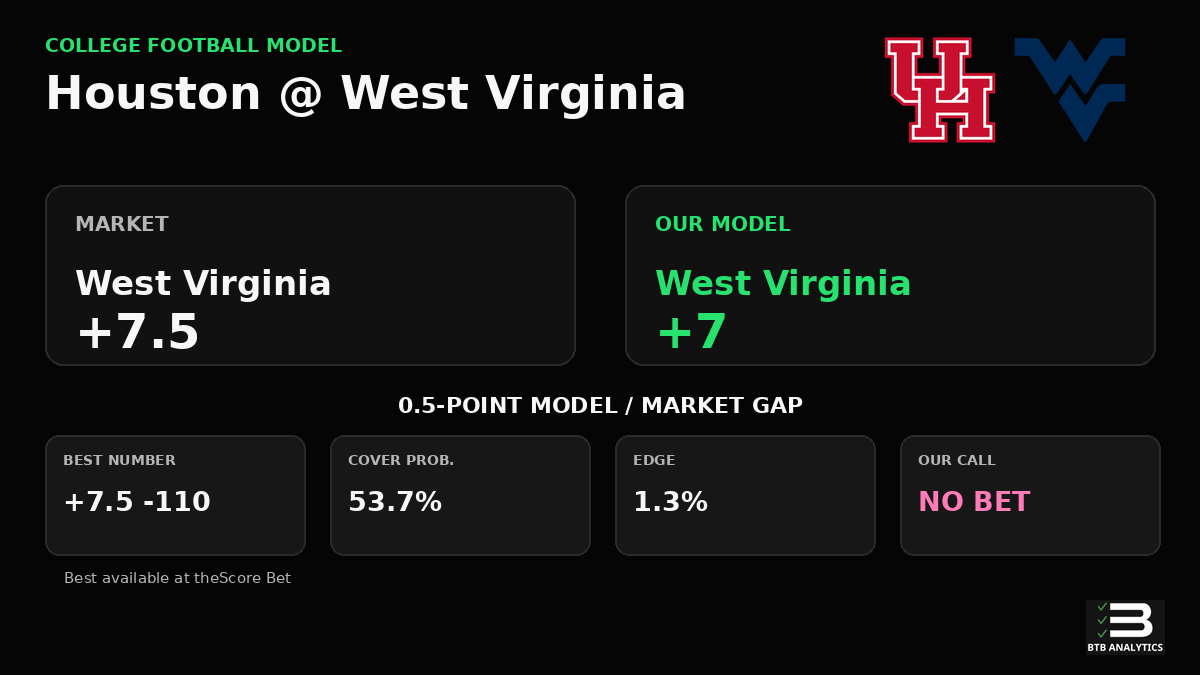 COLLEGE FOOTBALL MODEL
Houston @ West Virginia
UH
WV
MARKET
West Virginia
+7.5
OUR MODEL
West Virginia
+7
0.5-POINT MODEL / MARKET GAP
BEST NUMBER
+7.5 -110
COVER PROB.
53.7%
EDGE
1.3%
OUR CALL
NO BET
Best available at theScore Bet
B
BTB ANALYTICS